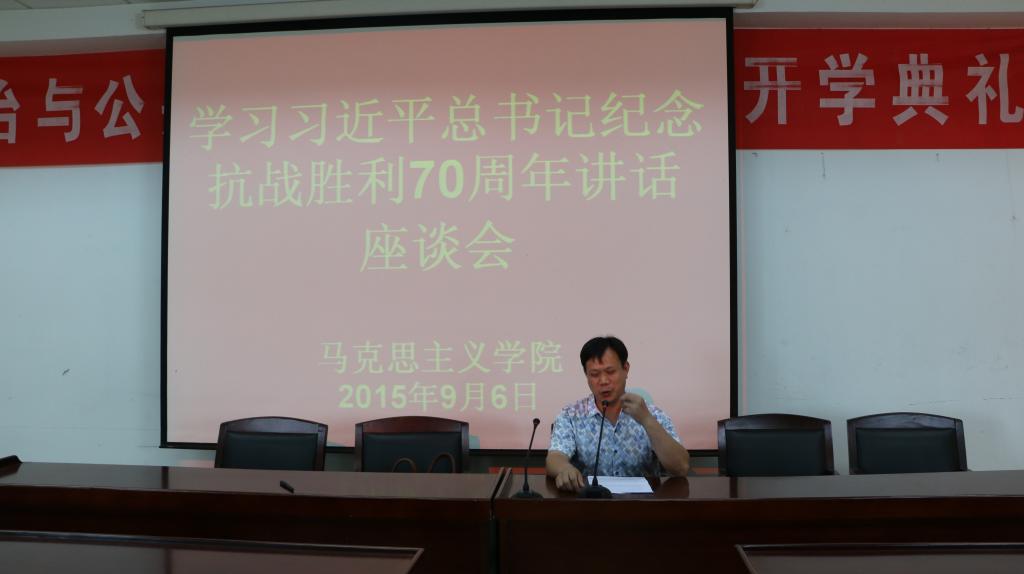 治与公
开学典礼
学习习近平总书记纪念
抗战胜利70周年讲话
座谈会
马克思主义学院
2015年9月6日